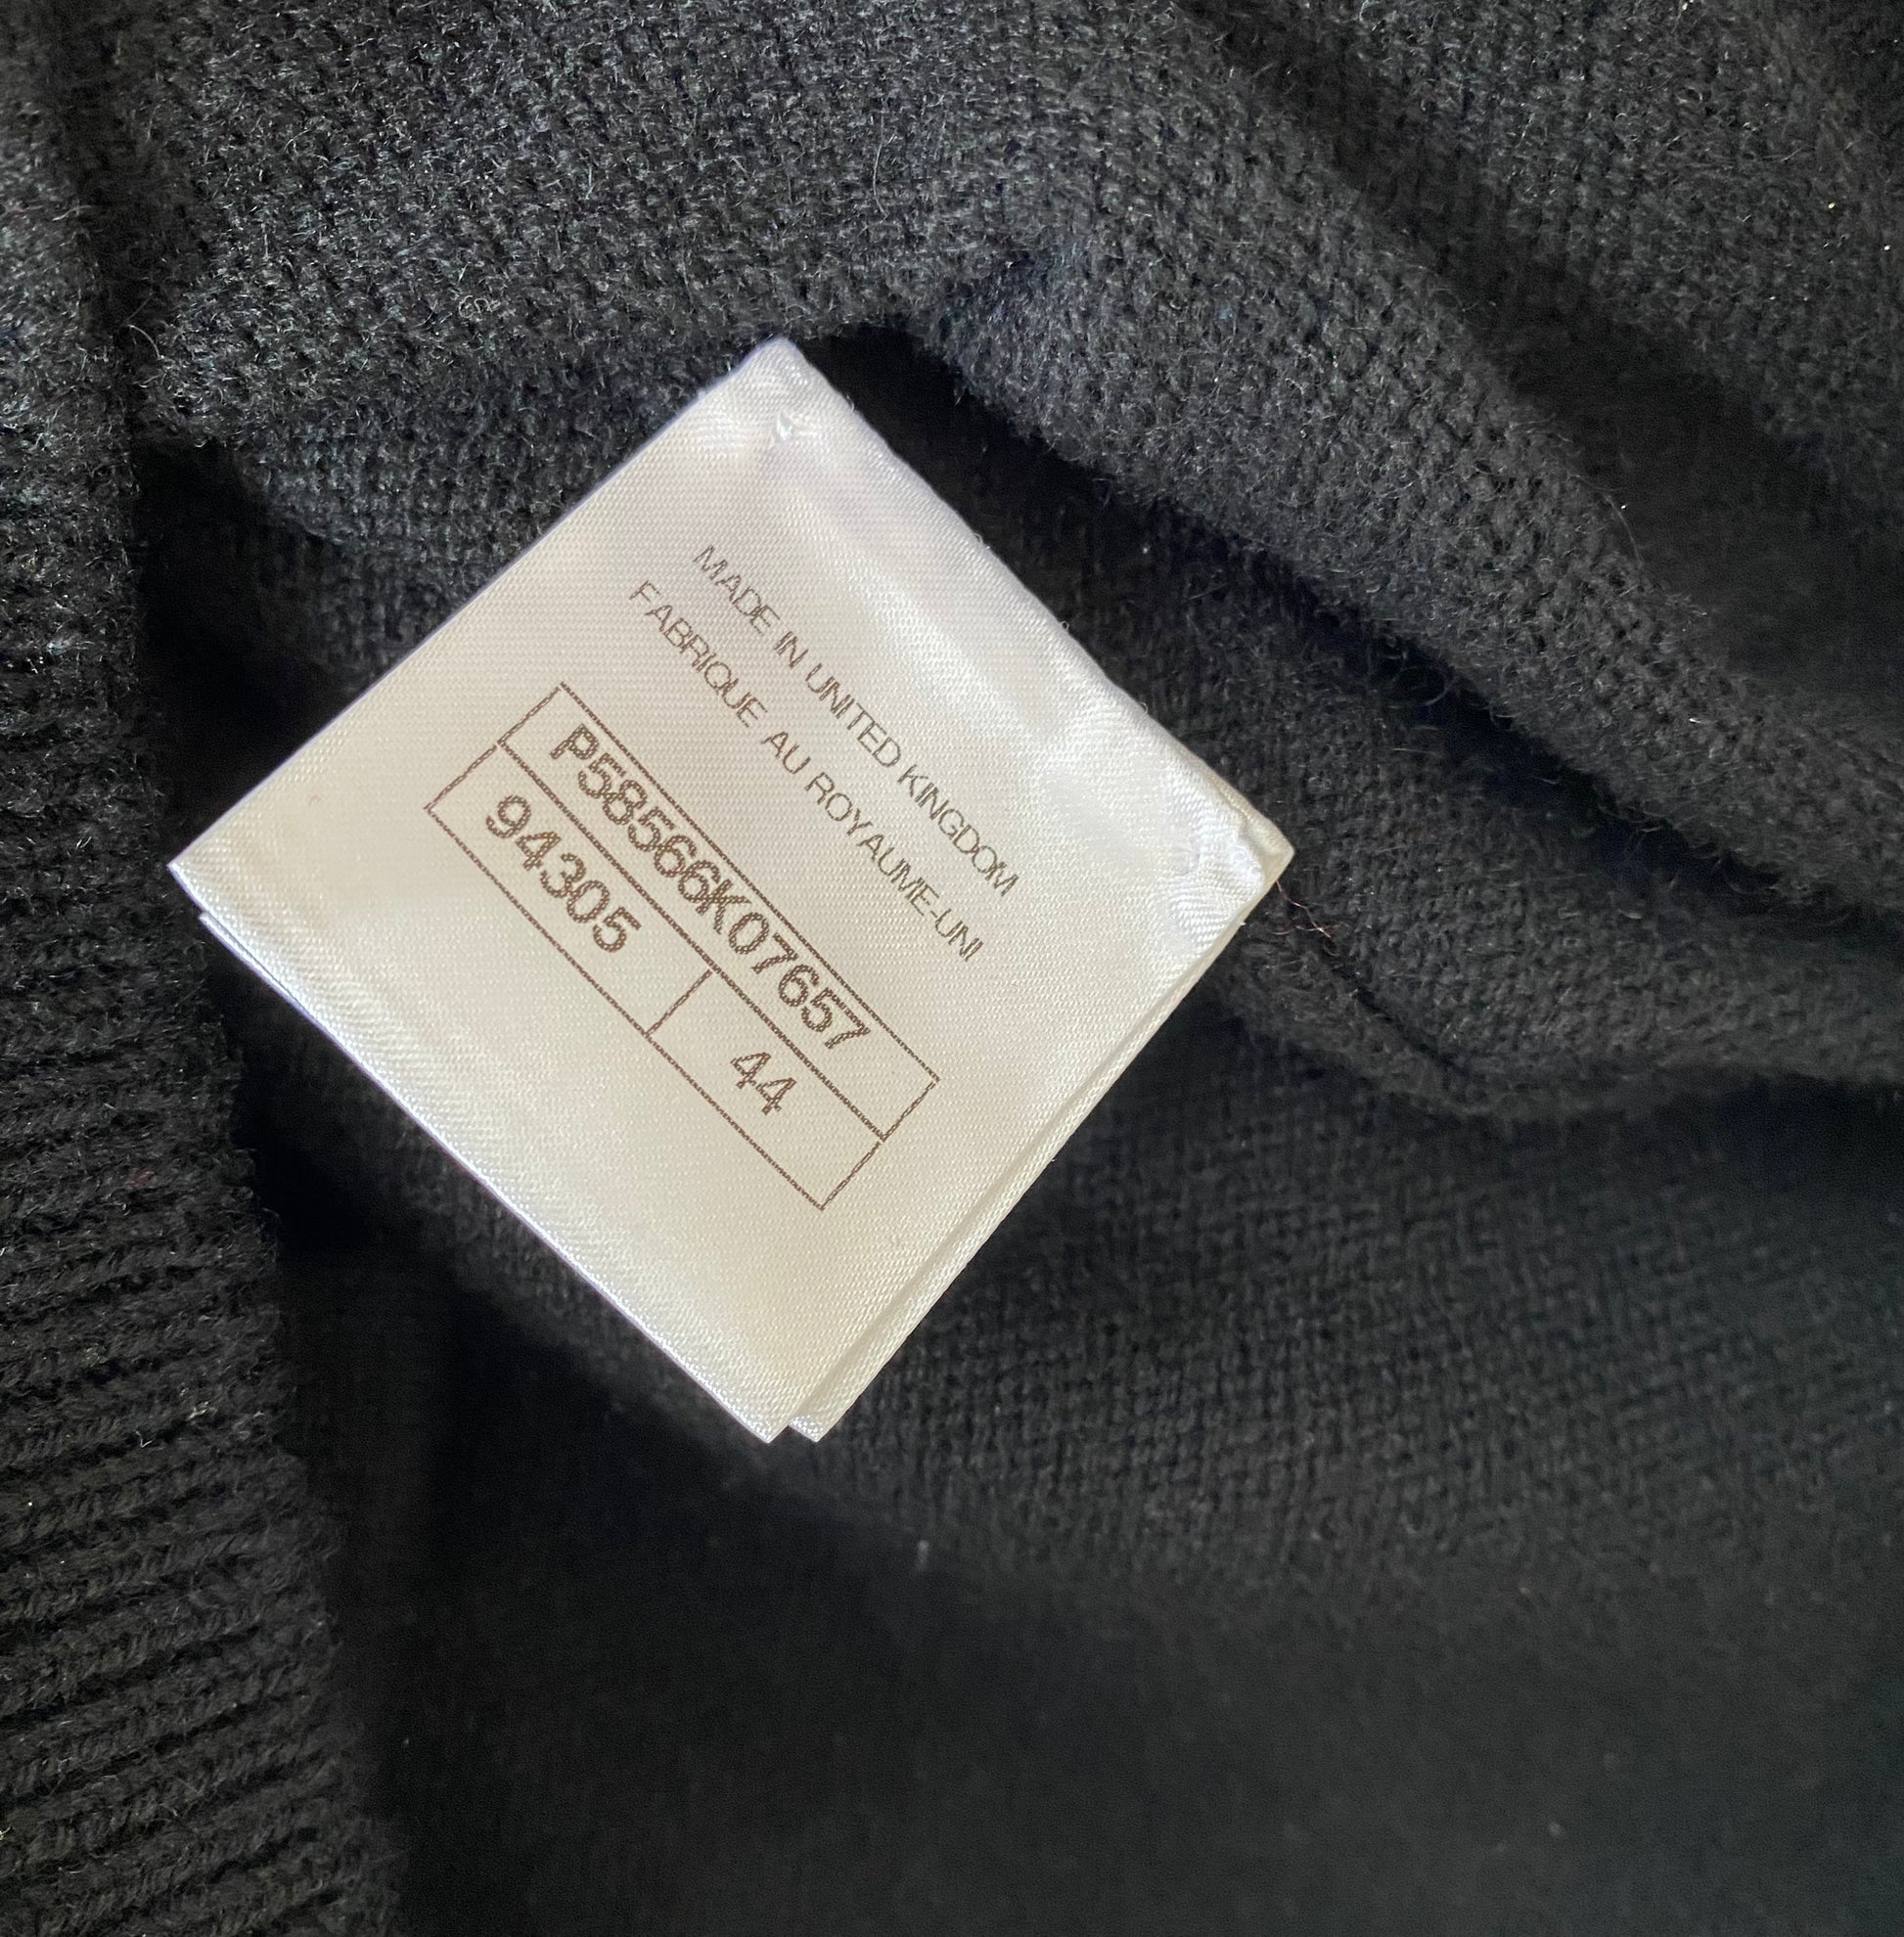 MADE IN UNITED KINGDOM
FABRIQUE AU ROYAUME-UNI
P58566K07657
94305 44